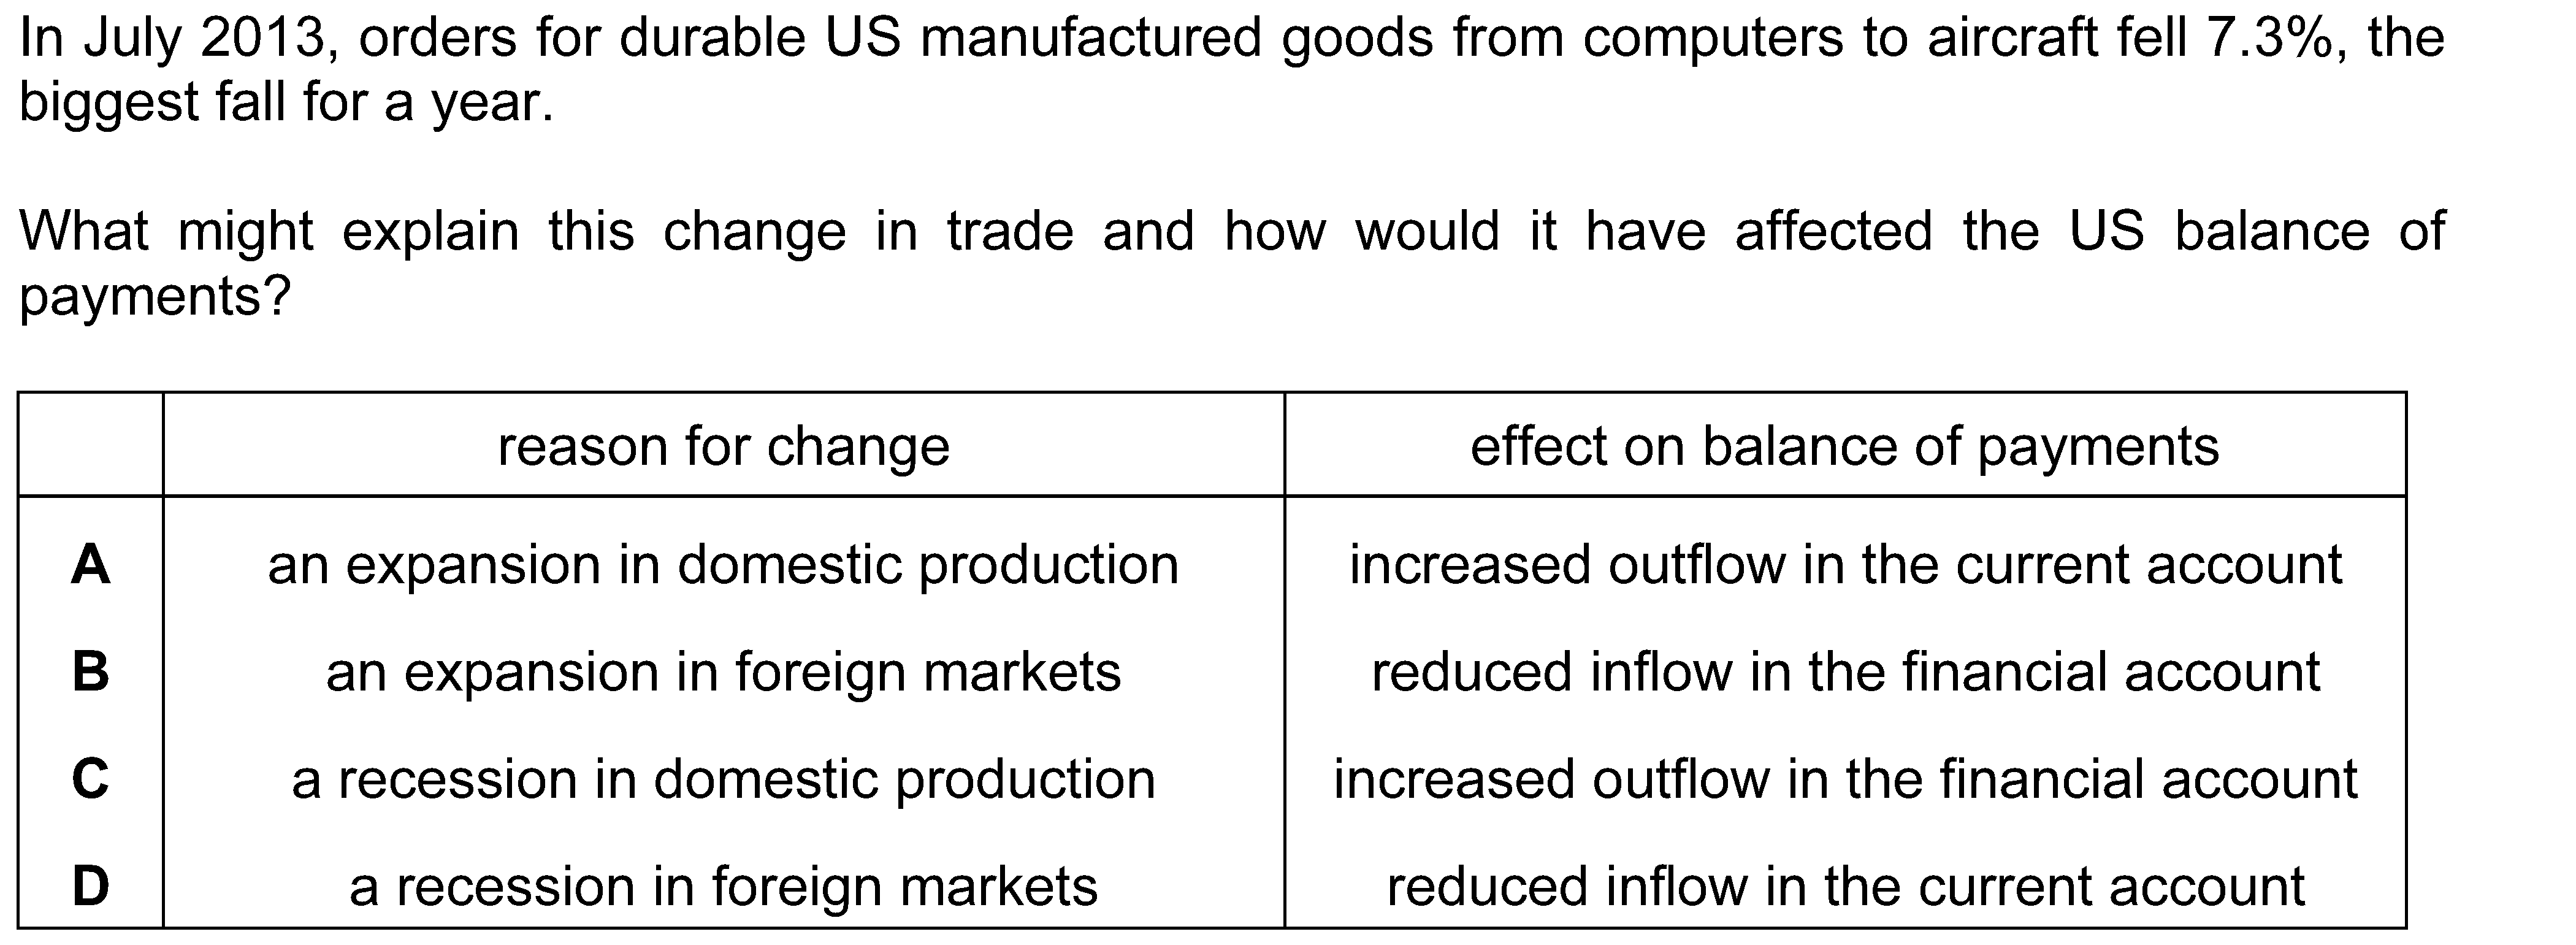 In July 2013, orders for durable US manufactured goods from computers to aircraft fell 7.3%, the
biggest fall for a year.
What might explain this change in trade and how would it have affected the US balance of
payments?
reason for change effect on balance of payments
A an expansion in domestic production increased outflow in the current account
B an expansion in foreign markets reduced inflow in the financial account
C a recession in domestic production increased outflow in the financial account
D a recession in foreign markets reduced inflow in the current account